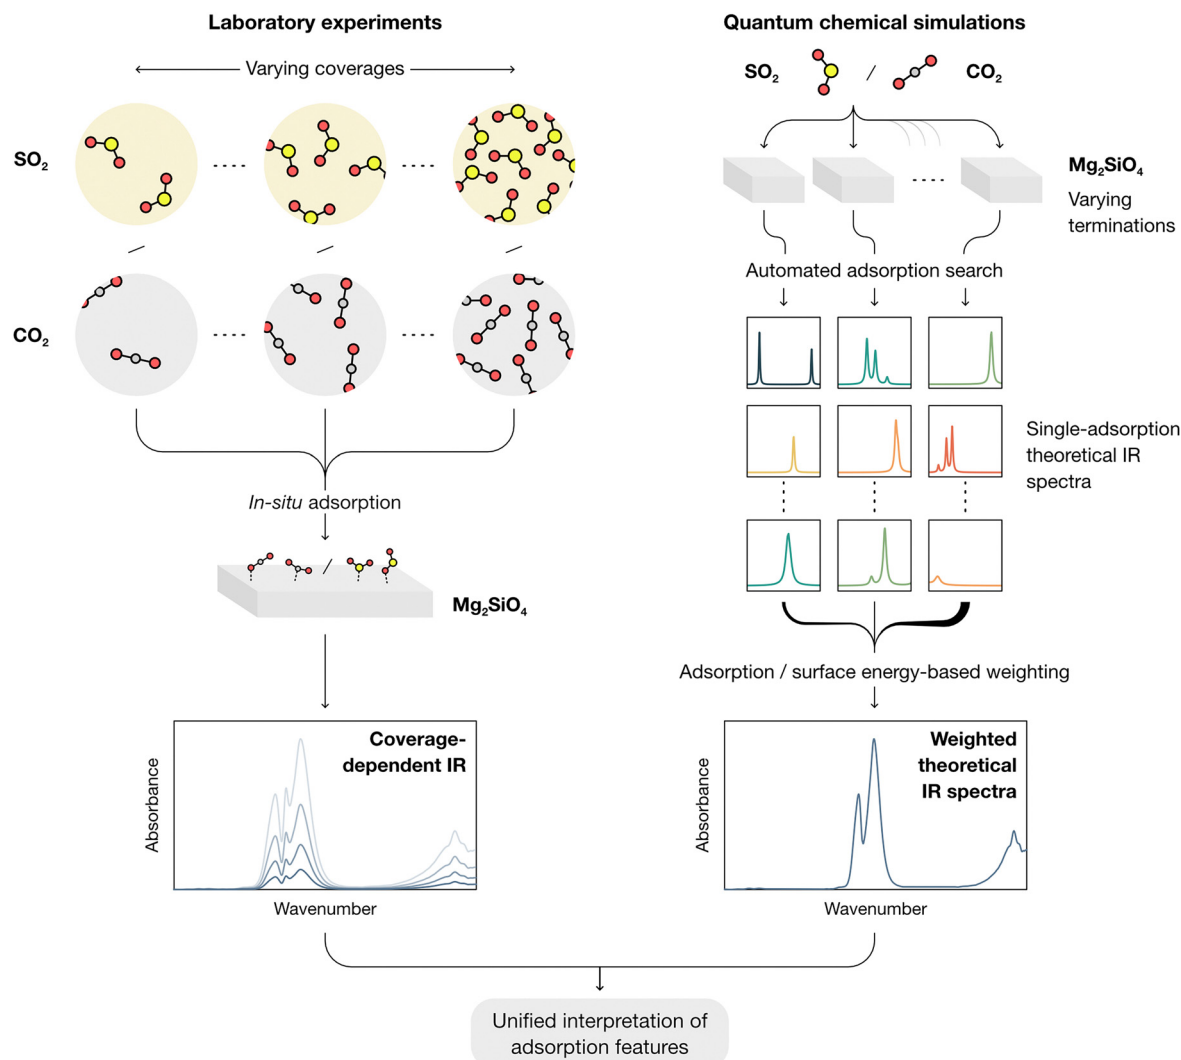 Laboratory experiments
Varying coverages
SO₂
CO₂
In-situ adsorption
Mg₂SiO₄
Coverage-
dependent IR
Absorbance
Wavenumber
Quantum chemical simulations
SO₂ / CO₂
Mg₂SiO₄
Varying
terminations
Automated adsorption search
Single-adsorption
theoretical IR
spectra
Adsorption / surface energy-based weighting
Weighted
theoretical
IR spectra
Absorbance
Wavenumber
Unified interpretation of
adsorption features